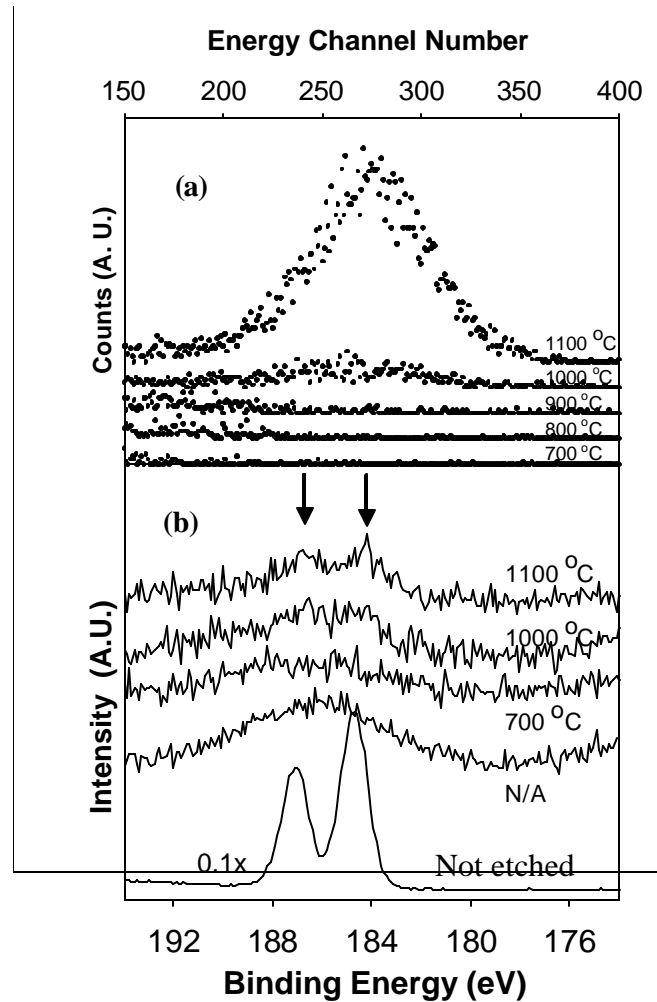 Energy Channel Number
150 200 250 300 350 400
(a)
Counts (A. U.)
1100 °C
1000 °C
900 °C
800 °C
700 °C
(b)
Intensity (A.U.)
1100 °C
1000 °C
700 °C
N/A
0.1x Not etched
192 188 184 180 176
Binding Energy (eV)